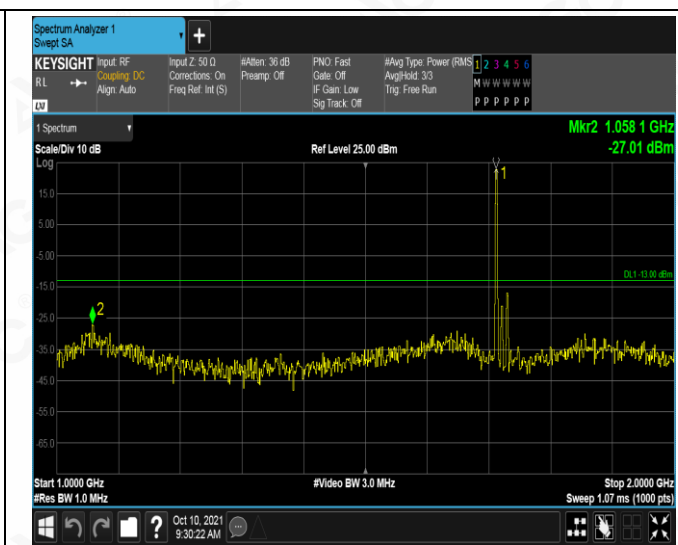 Spectrum Analyzer 1
Swept SA
+
KEYSIGHT Input: RF Input Z: 50 Ω #Atten: 36 dB PNO: Fast #Avg Type: Power (RMS 1 2 3 4 5 6
RL Coupling: DC Corrections: On Preamp: Off Gate: Off Avg|Hold: 3/3 M W W W W W
Align: Auto Freq Ref: Int (S) IF Gain: Low Trig: Free Run
Sig Track: Off P P P P P P
LXI
1 Spectrum Mkr2 1.058 1 GHz
Scale/Div 10 dB Ref Level 25.00 dBm -27.01 dBm
Log
1
15.0
5.00
-5.00
DL1 -13.00 dBm
-15.0
2
-25.0
-35.0
-45.0
-55.0
-65.0
Start 1.0000 GHz #Video BW 3.0 MHz Stop 2.0000 GHz
#Res BW 1.0 MHz Sweep 1.07 ms (1000 pts)
? Oct 10, 2021
9:30:22 AM